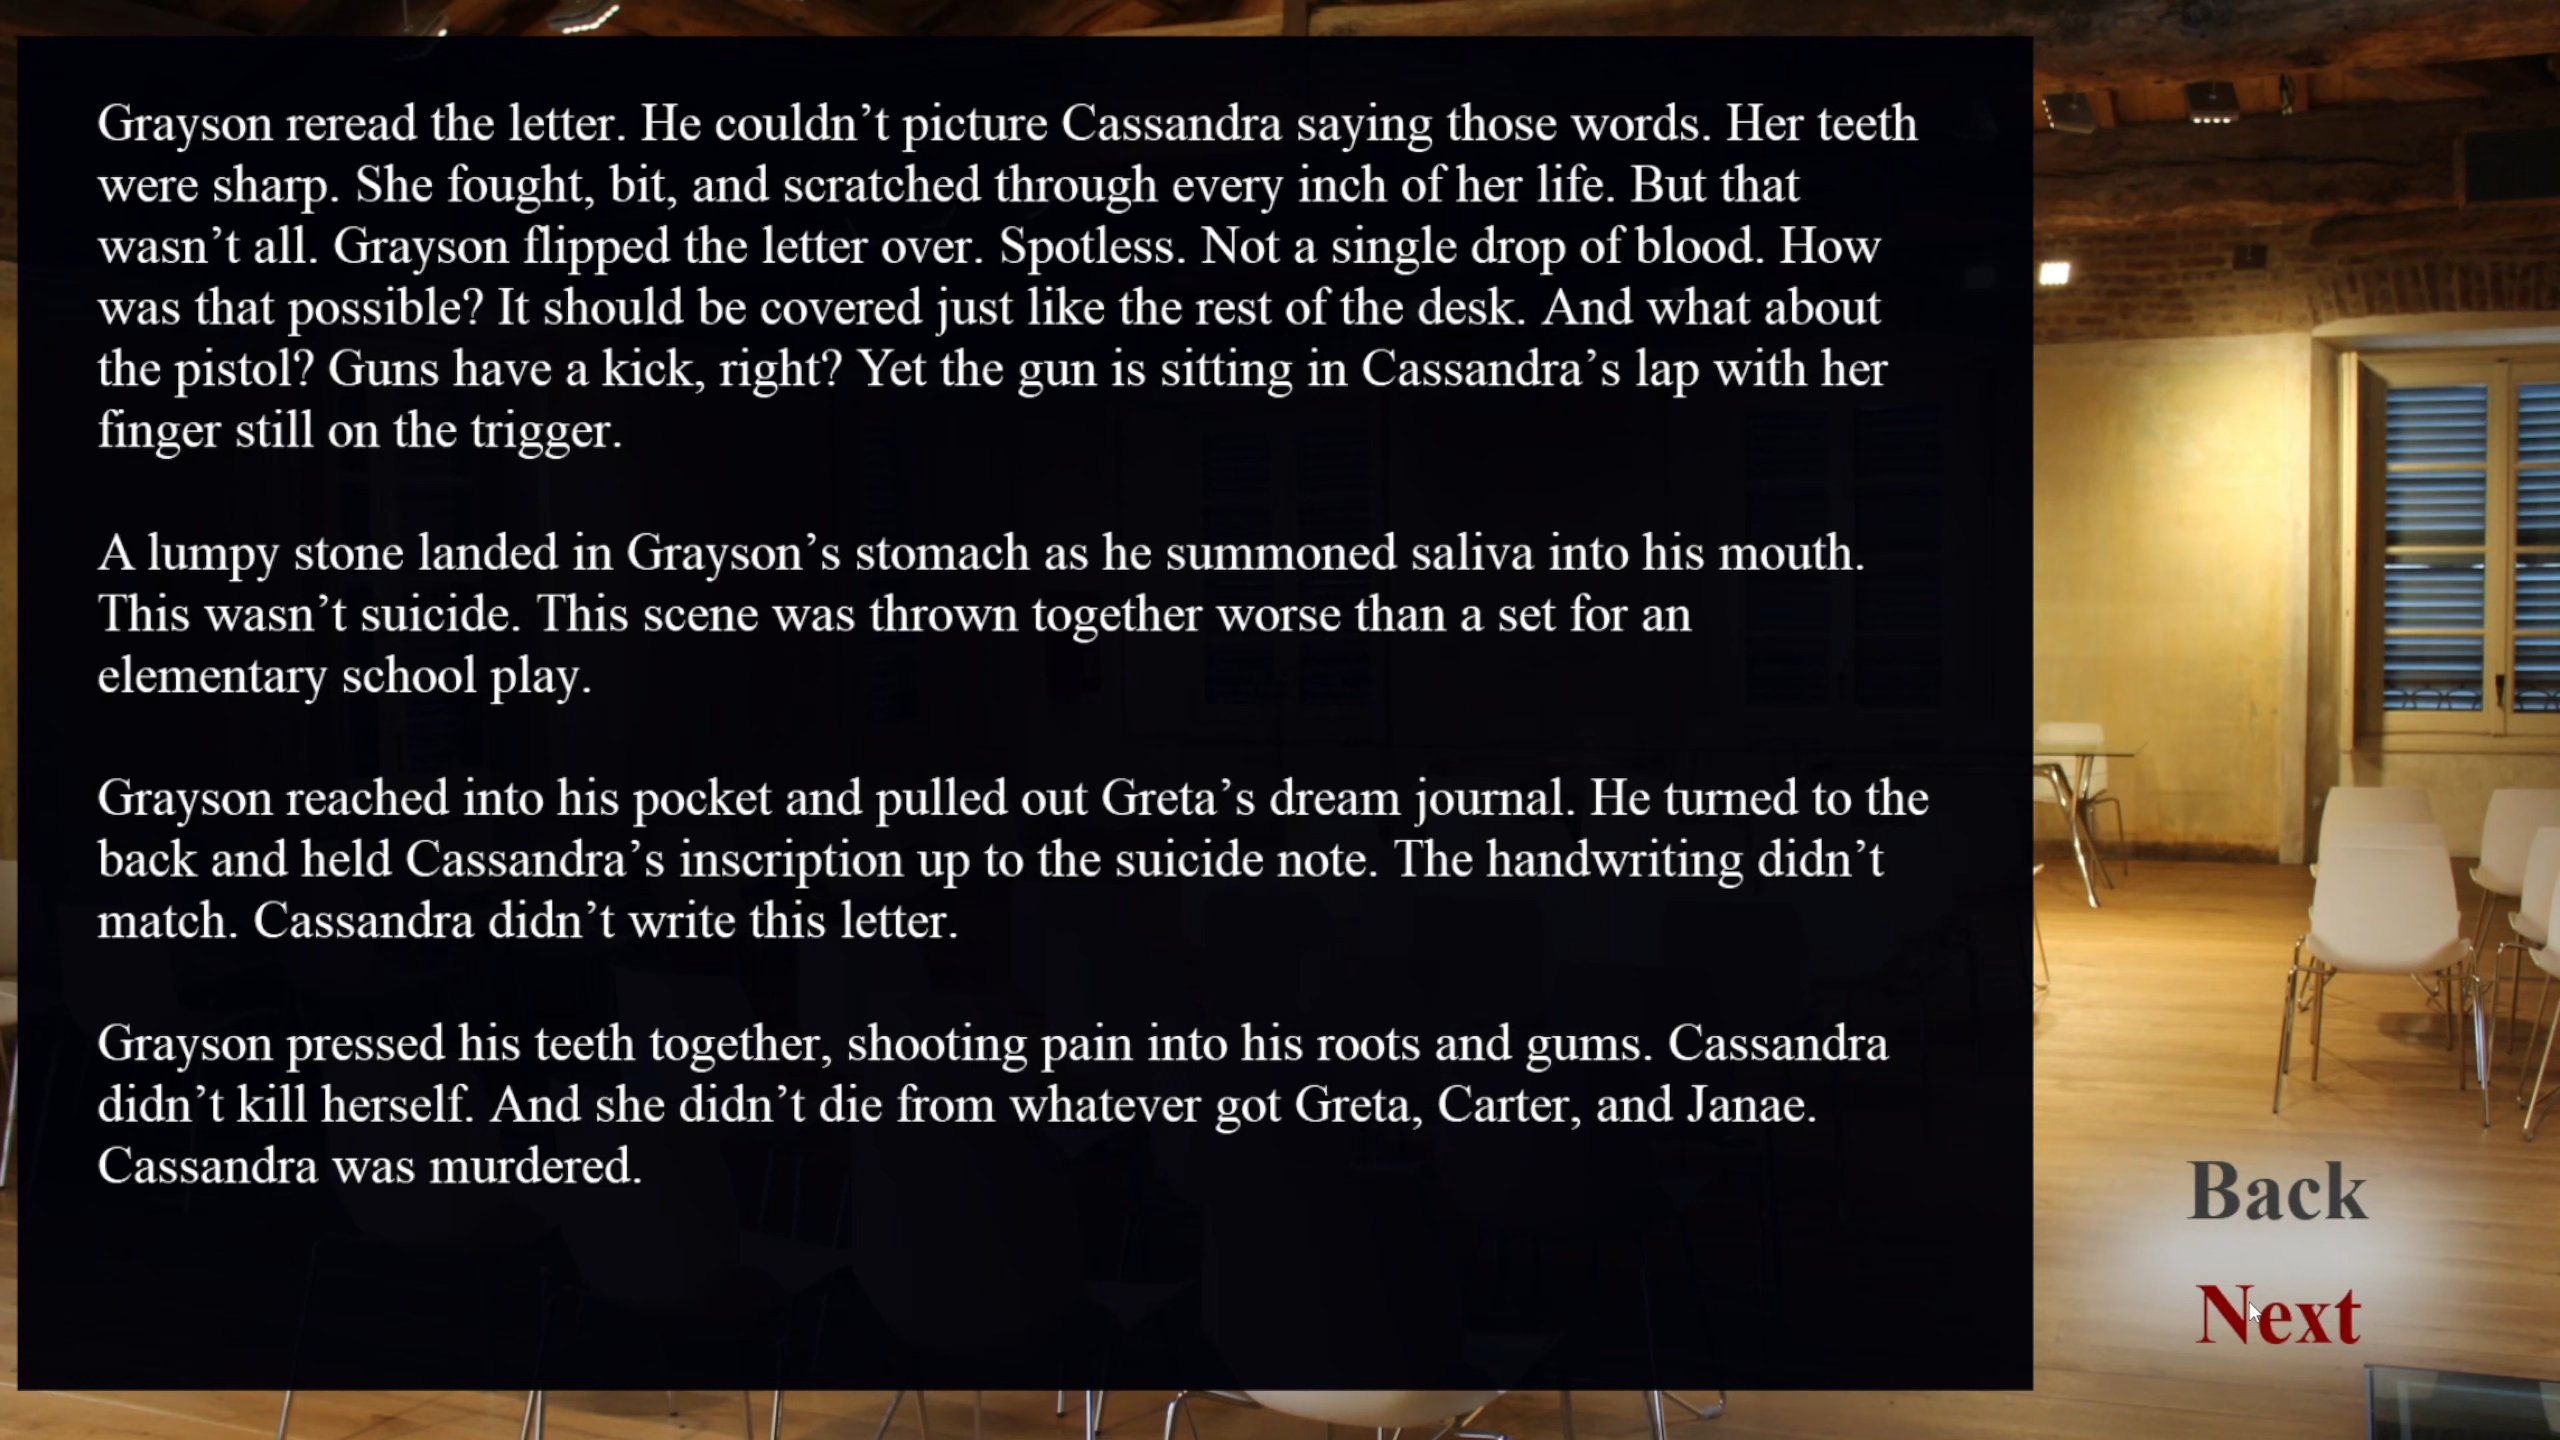 Grayson reread the letter. He couldn’t picture Cassandra saying those words. Her teeth
were sharp. She fought, bit, and scratched through every inch of her life. But that
wasn’t all. Grayson flipped the letter over. Spotless. Not a single drop of blood. How
was that possible? It should be covered just like the rest of the desk. And what about
the pistol? Guns have a kick, right? Yet the gun is sitting in Cassandra’s lap with her
finger still on the trigger.
A lumpy stone landed in Grayson’s stomach as he summoned saliva into his mouth.
This wasn’t suicide. This scene was thrown together worse than a set for an
elementary school play.
Grayson reached into his pocket and pulled out Greta’s dream journal. He turned to the
back and held Cassandra’s inscription up to the suicide note. The handwriting didn’t
match. Cassandra didn’t write this letter.
Grayson pressed his teeth together, shooting pain into his roots and gums. Cassandra
didn’t kill herself. And she didn’t die from whatever got Greta, Carter, and Janae.
Cassandra was murdered.
Back
Next